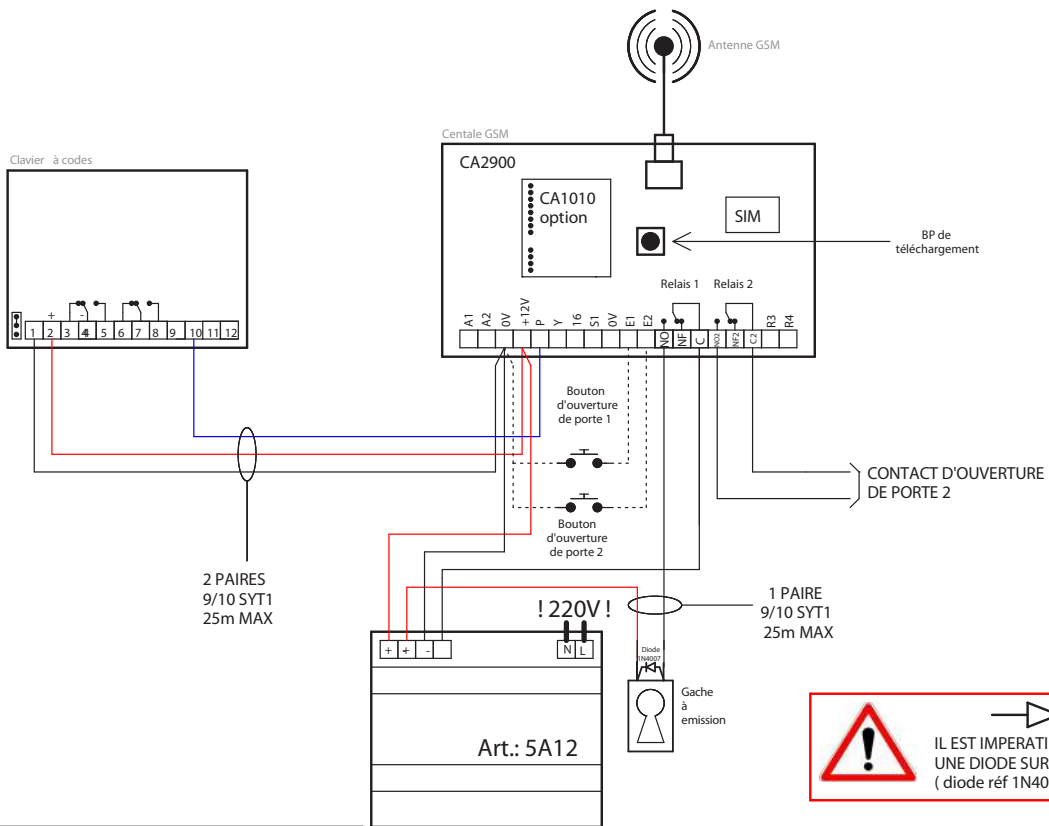 Antenne GSM
Centale GSM
Clavier à codes
CA2900
CA1010
option
SIM
BP de
téléchargement
Relais 1 Relais 2
+ -
1 2 3 4 5 6 7 8 9 10 11 12
A1 A2 0V +12V P Y 16 S1 0V E1 E2 NO NF C NO2 NF2 C2 R3 R4
Bouton
d'ouverture
de porte 1
CONTACT D'OUVERTURE
DE PORTE 2
Bouton
d'ouverture
de porte 2
2 PAIRES
9/10 SYT1
25m MAX
1 PAIRE
9/10 SYT1
25m MAX
! 220V !
+ + - N L
Diode
1N4007
Gache
à
emission
Art.: 5A12
IL EST IMPERATI
UNE DIODE SUR
( diode réf 1N40